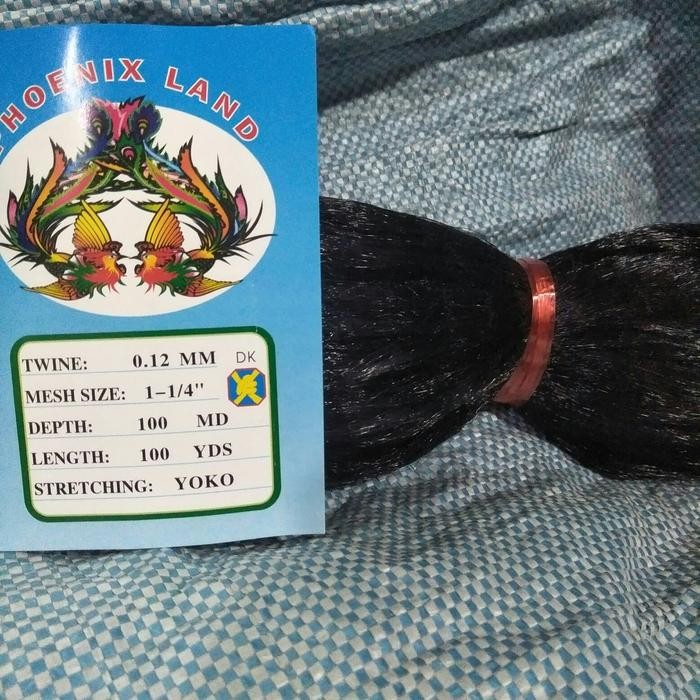 PHOENIX LAND
TWINE: 0.12 MM DK
MESH SIZE: 1-1/4"
DEPTH: 100 MD
LENGTH: 100 YDS
STRETCHING: YOKO